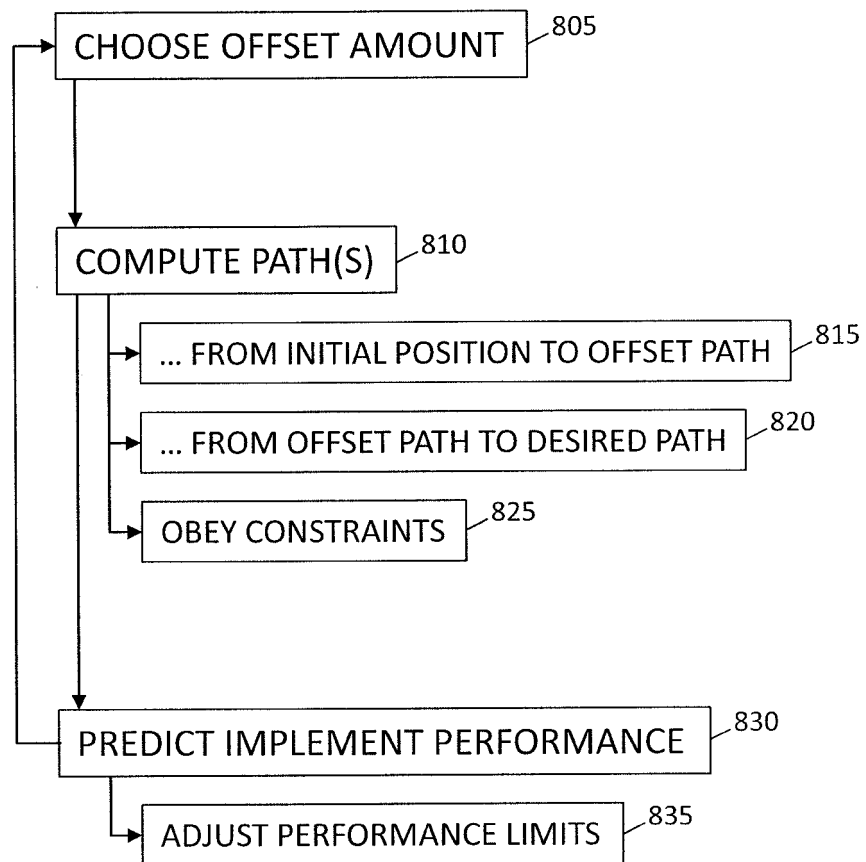 CHOOSE OFFSET AMOUNT 805
COMPUTE PATH(S) 810
... FROM INITIAL POSITION TO OFFSET PATH 815
... FROM OFFSET PATH TO DESIRED PATH 820
OBEY CONSTRAINTS 825
PREDICT IMPLEMENT PERFORMANCE 830
ADJUST PERFORMANCE LIMITS 835